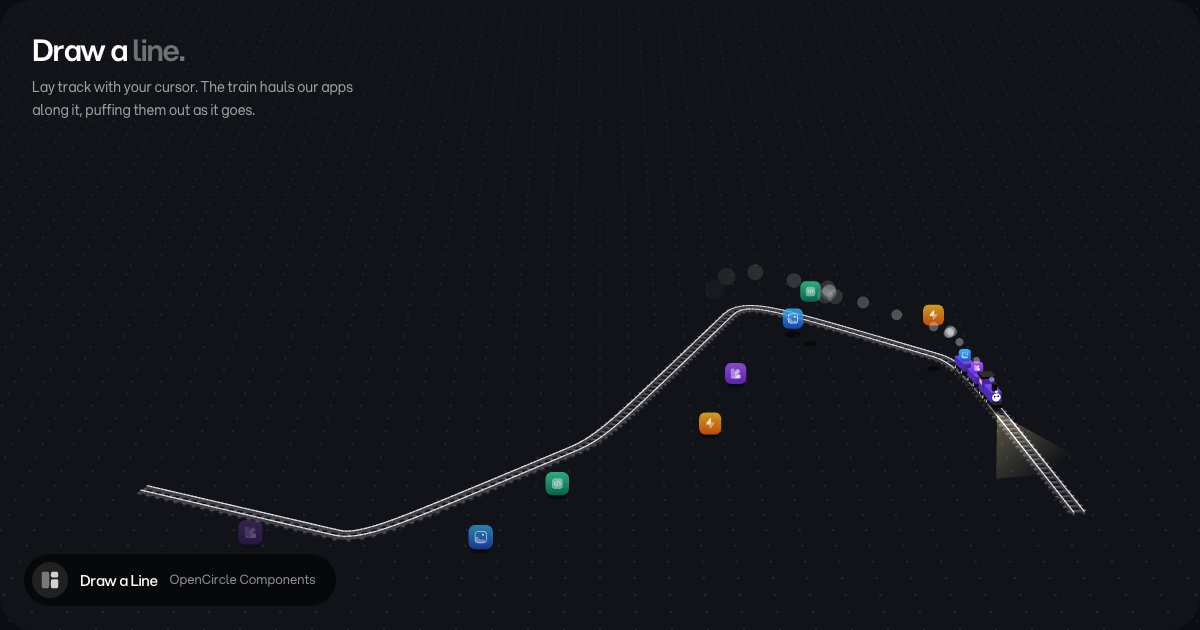 Draw a line.
Lay track with your cursor. The train hauls our apps
along it, puffing them out as it goes.
Draw a Line OpenCircle Components